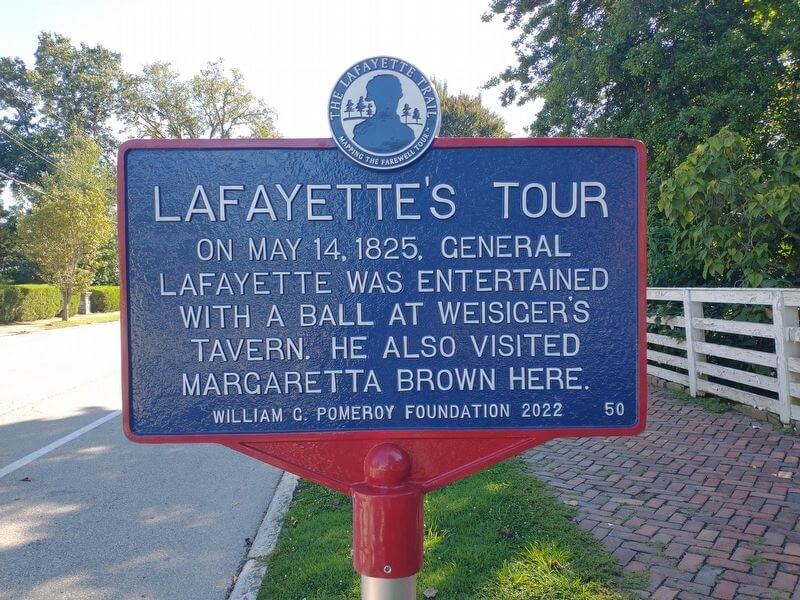 THE LAFAYETTE TRAIL
MAPPING THE FAREWELL TOUR
LAFAYETTE'S TOUR
ON MAY 14, 1825, GENERAL
LAFAYETTE WAS ENTERTAINED
WITH A BALL AT WEISIGER'S
TAVERN. HE ALSO VISITED
MARGARETTA BROWN HERE.
WILLIAM G. POMEROY FOUNDATION 2022 50